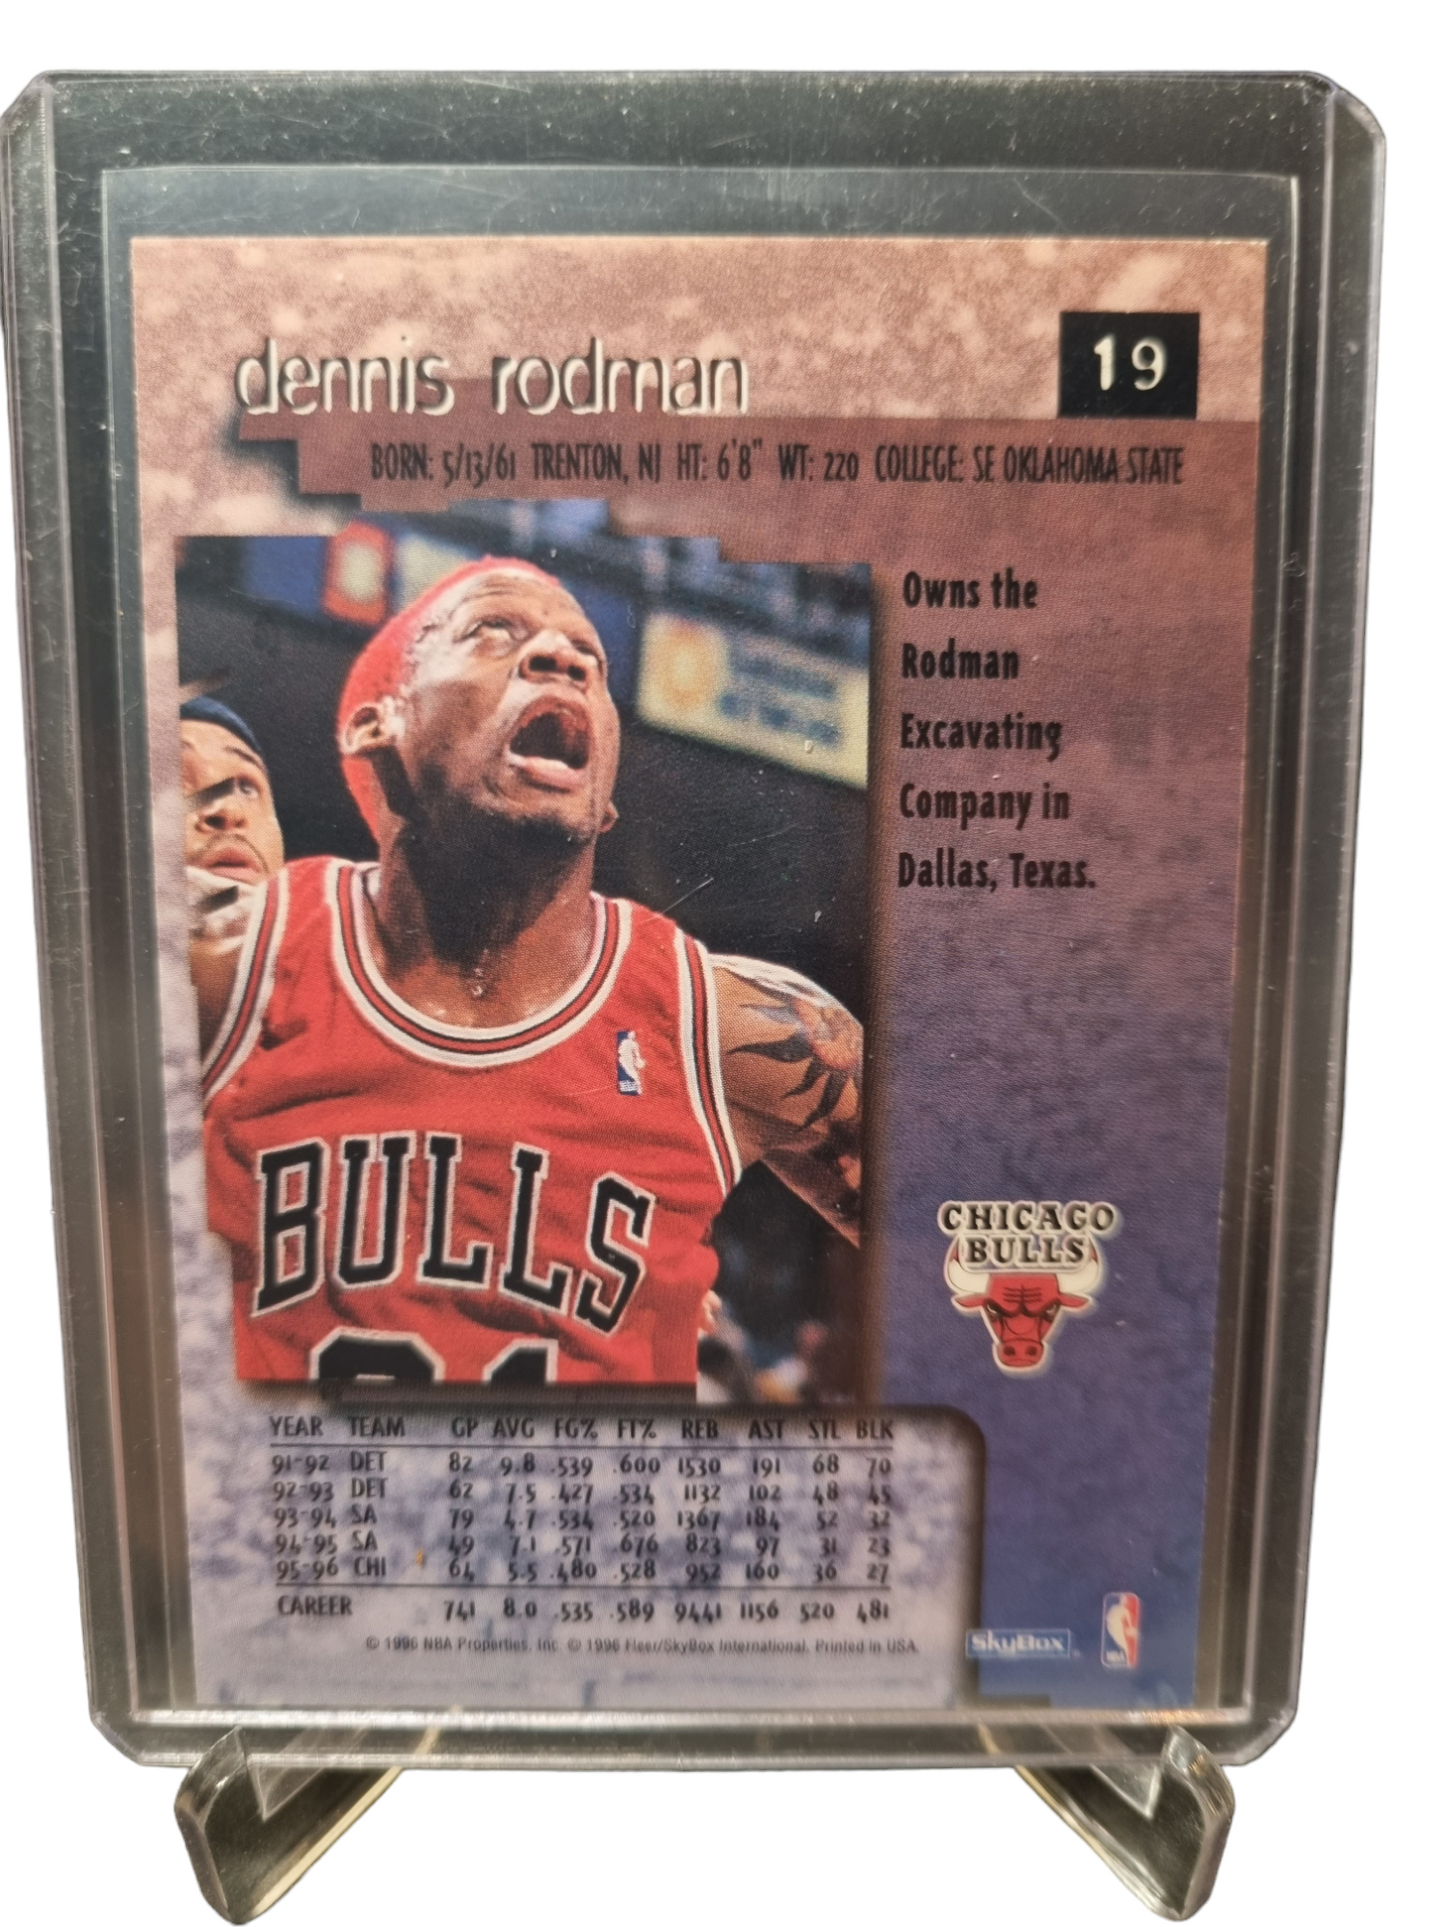 dennis rodman
19
BORN: 5/13/61 TRENTON, NJ HT: 6'8" WT: 220 COLLEGE: SE OKLAHOMA STATE
Owns the
Rodman
Excavating
Company in
Dallas, Texas.
BULLS
CHICAGO
BULLS
YEAR TEAM GP AVG FG% FT% REB AST STL BLK
91-92 DET 82 9.8 .539 .600 1530 191 68 70
92-93 DET 62 7.5 .427 .534 1132 102 48 45
93-94 SA 79 4.7 .534 .520 1367 184 52 32
94-95 SA 49 7.1 .571 .676 823 97 31 23
95-96 CHI 64 5.5 .480 .528 952 160 36 27
CAREER 741 8.0 .535 .589 9441 1156 520 481
© 1996 NBA Properties, Inc. © 1996 Fleer/SkyBox International. Printed in USA.
SkyBox
NBA